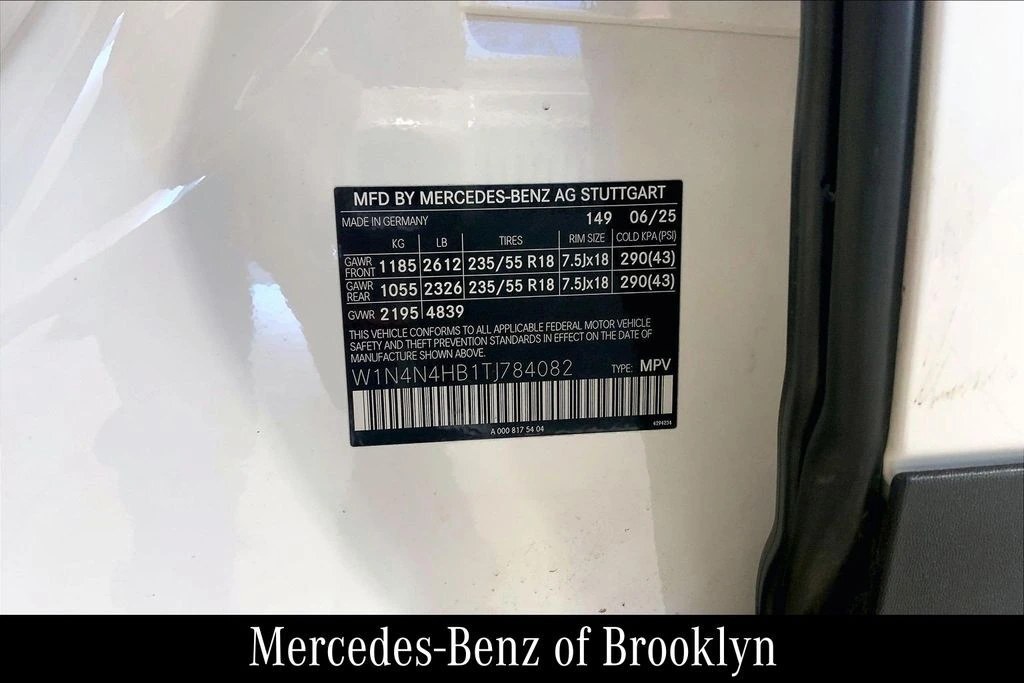 MFD BY MERCEDES-BENZ AG STUTTGART
MADE IN GERMANY 149 06/25
KG LB TIRES RIM SIZE COLD KPA(PSI)
GAWR FRONT 1185 2612 235/55 R18 7.5Jx18 290(43)
GAWR REAR 1055 2326 235/55 R18 7.5Jx18 290(43)
GVWR 2195 4839
THIS VEHICLE CONFORMS TO ALL APPLICABLE FEDERAL MOTOR VEHICLE
SAFETY AND THEFT PREVENTION STANDARDS IN EFFECT ON THE DATE OF
MANUFACTURE SHOWN ABOVE.
W1N4N4HB1TJ784082 TYPE: MPV
A 000 817 54 04 4294234
Mercedes-Benz of Brooklyn